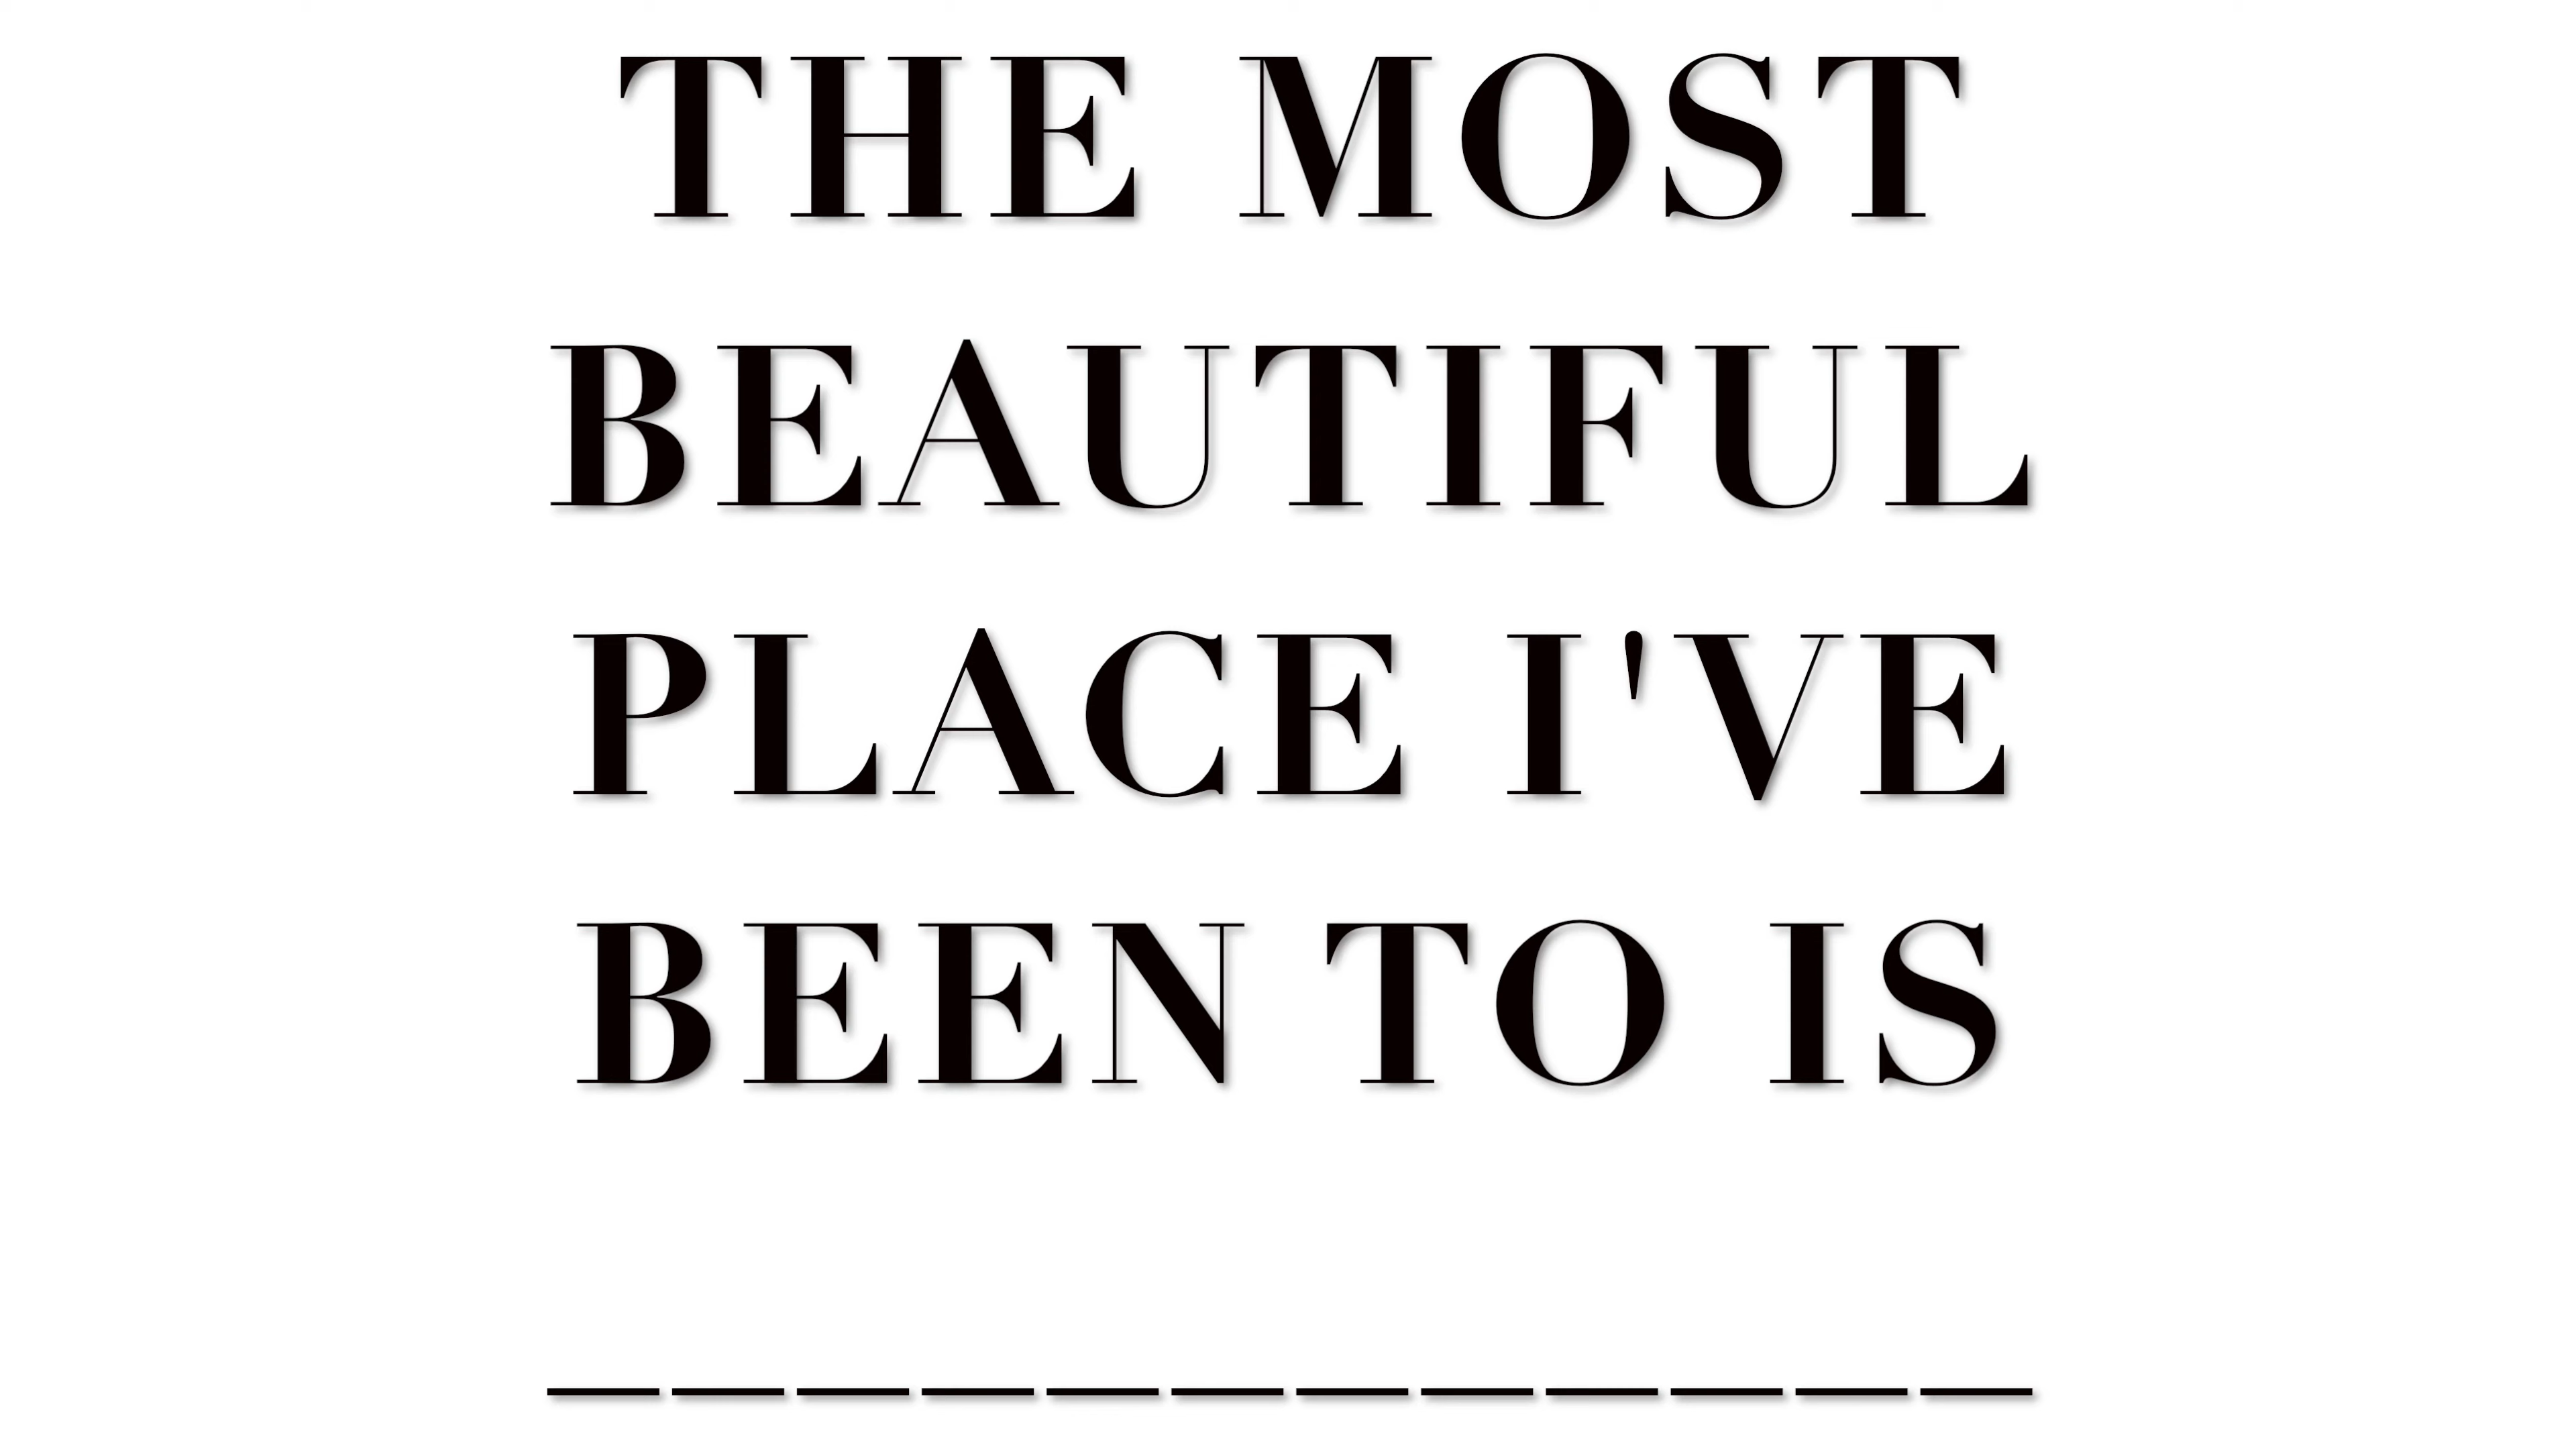 THE MOST
BEAUTIFUL
PLACE I'VE
BEEN TO IS
____________